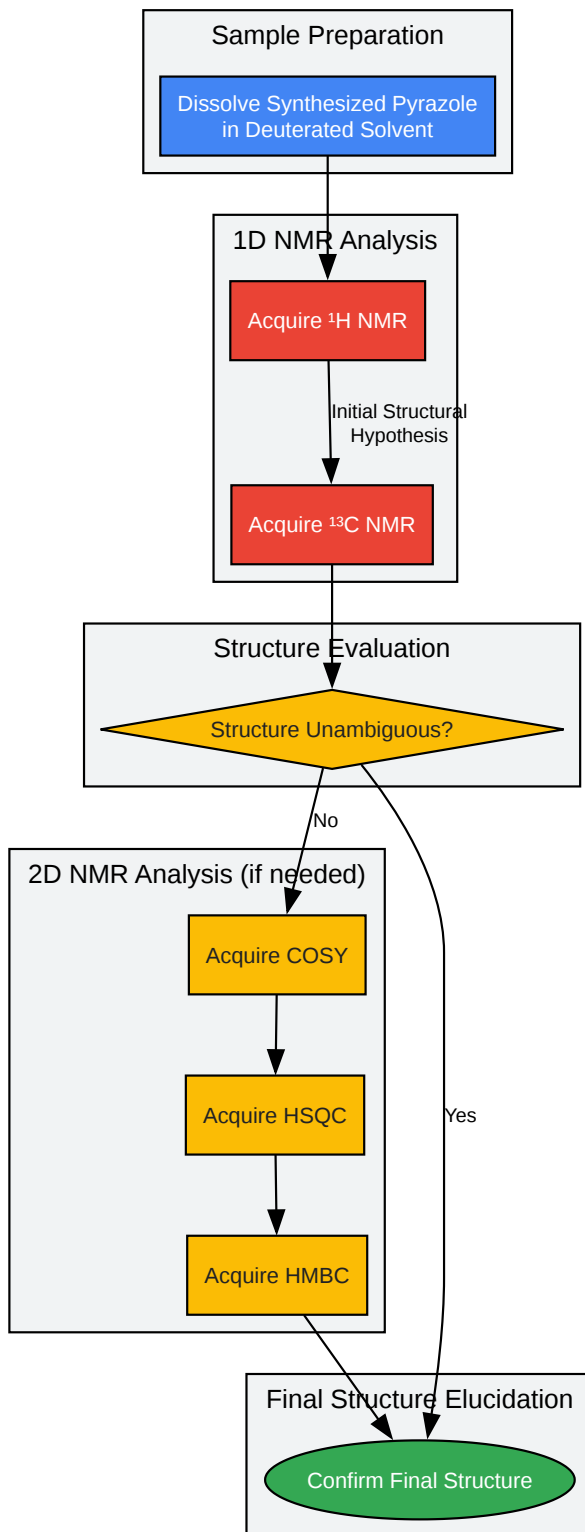 Sample Preparation
Dissolve Synthesized Pyrazole
in Deuterated Solvent
1D NMR Analysis
Acquire ¹H NMR
Initial Structural
Hypothesis
Acquire ¹³C NMR
Structure Evaluation
Structure Unambiguous?
No
2D NMR Analysis (if needed)
Acquire COSY
Acquire HSQC
Yes
Acquire HMBC
Final Structure Elucidation
Confirm Final Structure